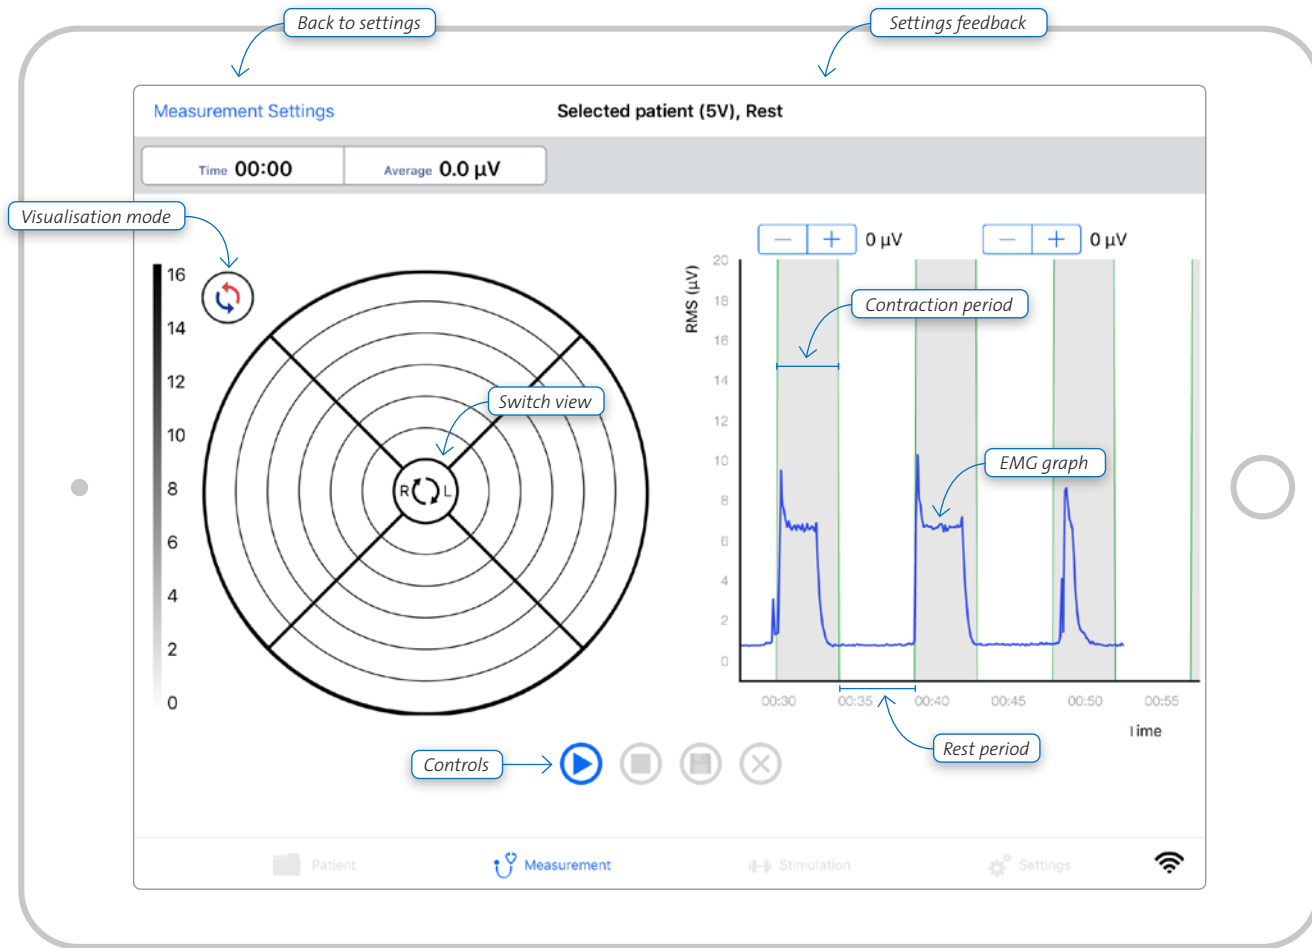 Back to settings
Settings feedback
Measurement Settings
Selected patient (5V), Rest
Time 00:00
Average 0.0 µV
Visualisation mode
− + 0 µV
− + 0 µV
16
14
12
10
8
6
4
2
0
R L
Switch view
RMS (µV)
20
18
16
14
12
10
8
6
4
2
0
Contraction period
EMG graph
00:30 00:35 00:40 00:45 00:50 00:55
Time
Rest period
Controls
Patient
Measurement
Stimulation
Settings